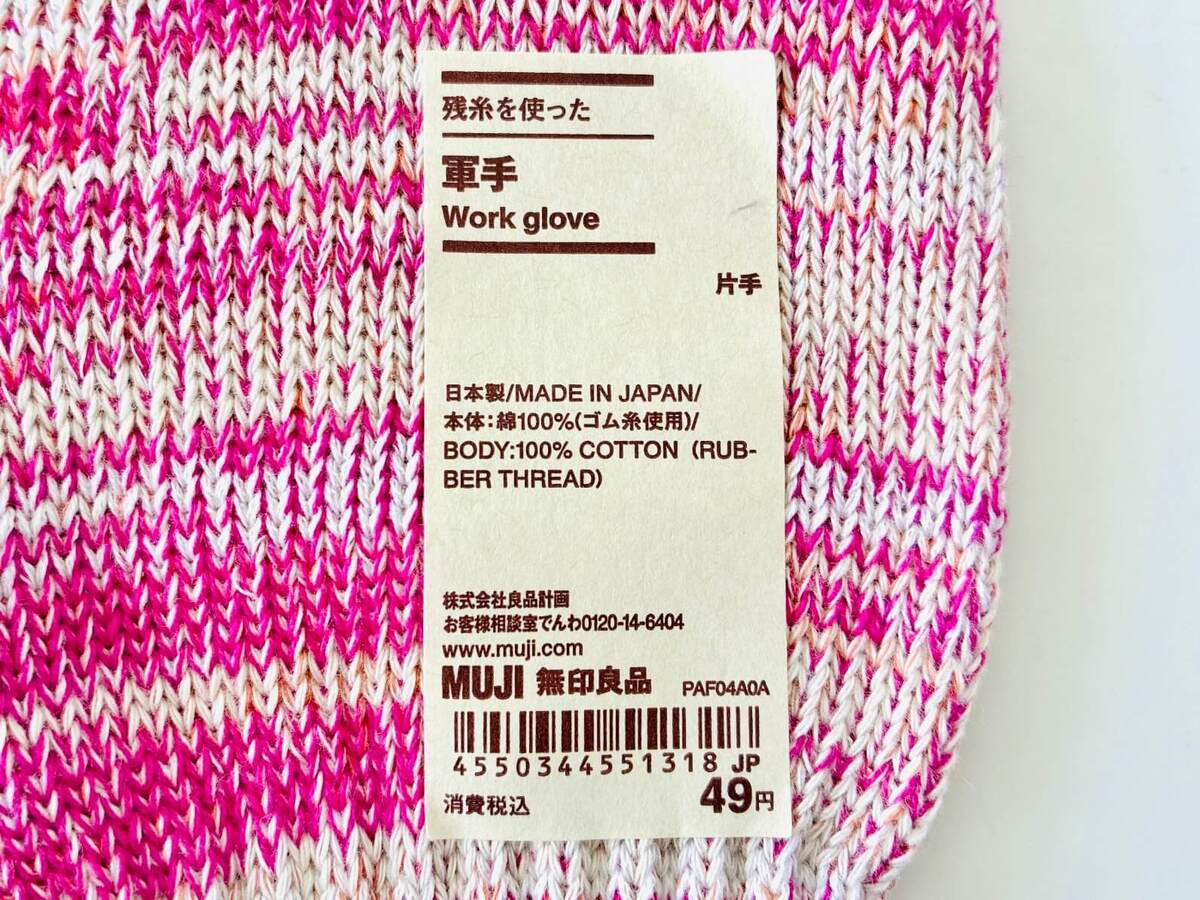 残糸を使った
軍手
Work glove
片手
日本製/MADE IN JAPAN/
本体:綿100%(ゴム糸使用)/
BODY:100% COTTON (RUB-
BER THREAD)
株式会社良品計画
お客様相談室でんわ0120-14-6404
www.muji.com
MUJI 無印良品 PAF04A0A
4550344551318 JP
消費税込 49円